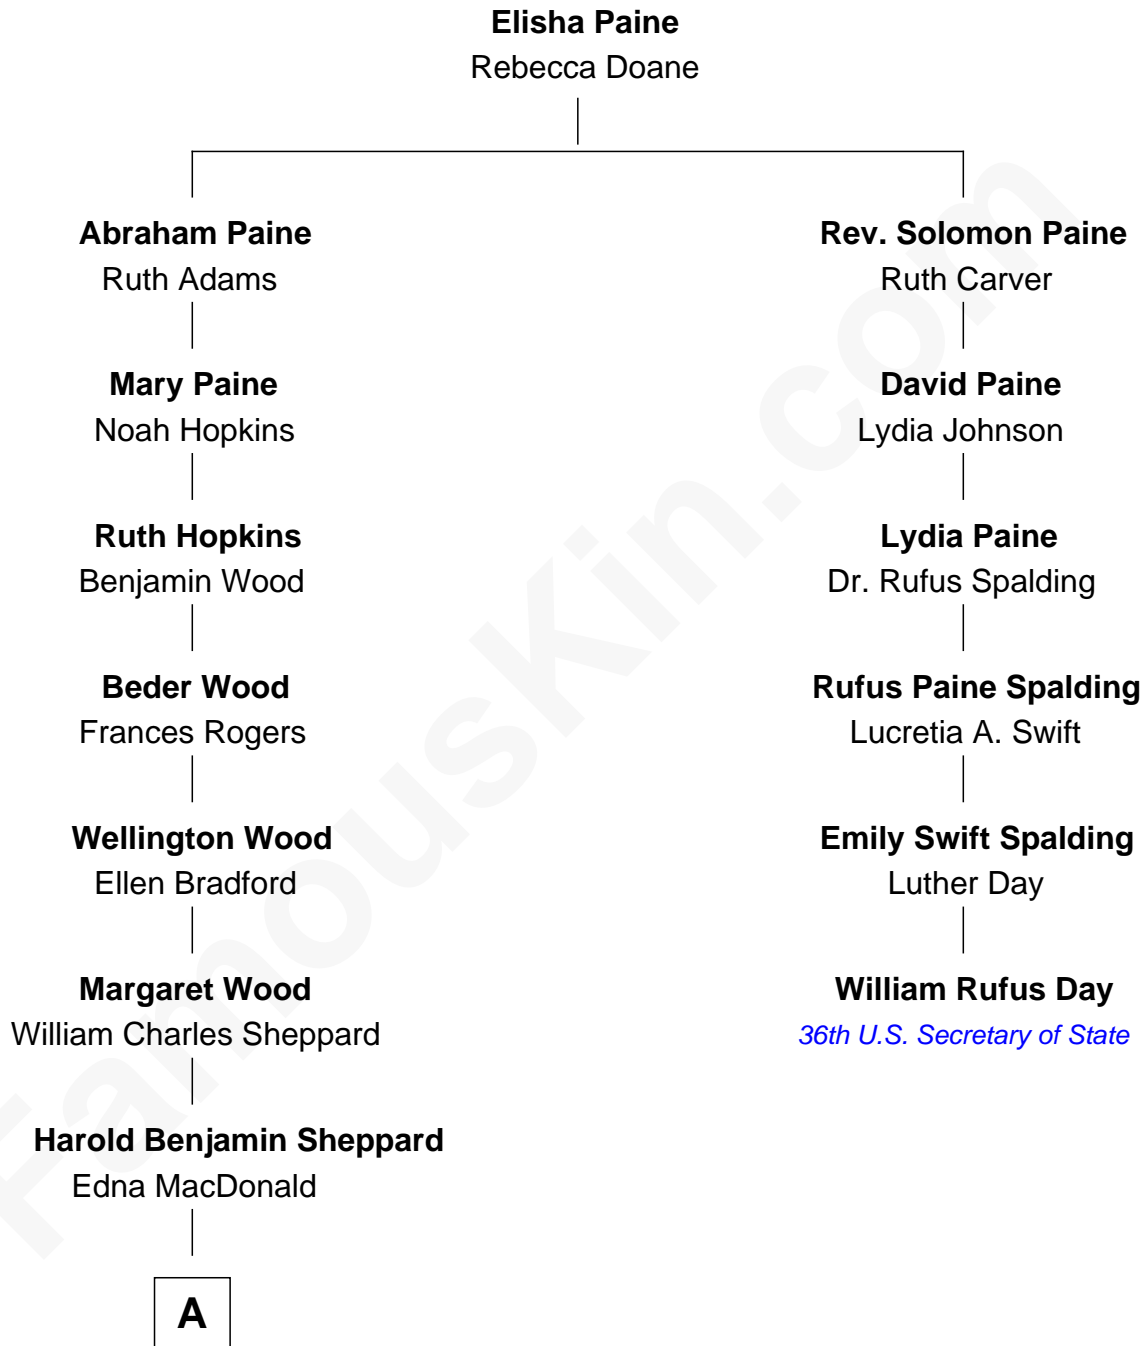 Elisha Paine
Rebecca Doane
Abraham Paine
Ruth Adams
Rev. Solomon Paine
Ruth Carver
Mary Paine
Noah Hopkins
David Paine
Lydia Johnson
Ruth Hopkins
Benjamin Wood
Lydia Paine
Dr. Rufus Spalding
Beder Wood
Frances Rogers
Rufus Paine Spalding
Lucretia A. Swift
Wellington Wood
Ellen Bradford
Emily Swift Spalding
Luther Day
Margaret Wood
William Charles Sheppard
William Rufus Day
36th U.S. Secretary of State
Harold Benjamin Sheppard
Edna MacDonald
A
FamousKin.com